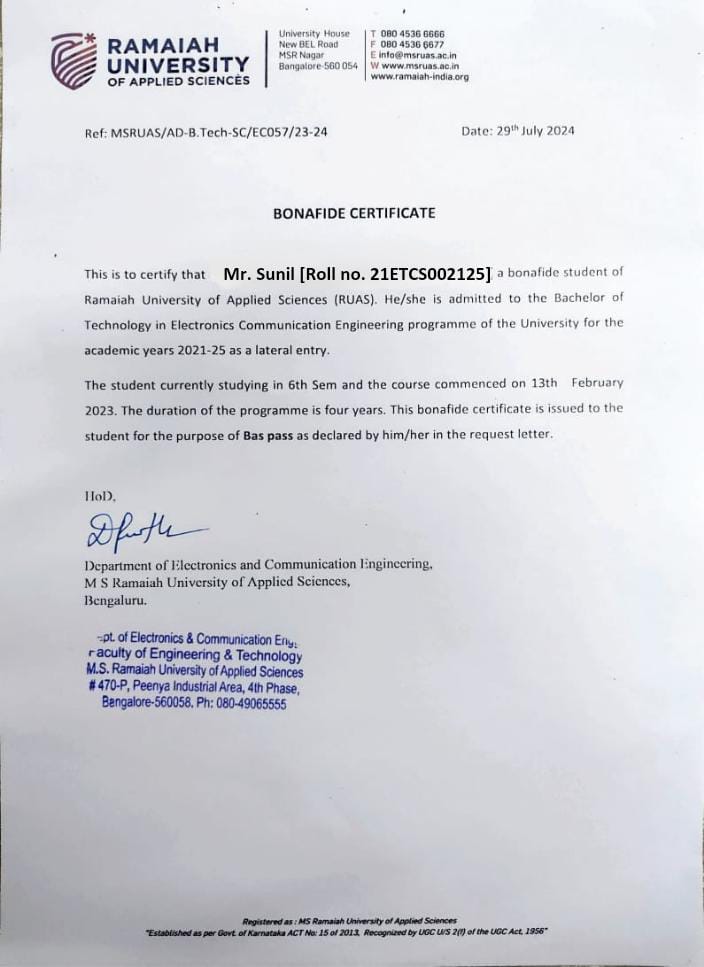 RAMAIAH
UNIVERSITY
OF APPLIED SCIENCES
University House
New BEL Road
MSR Nagar
Bangalore-560 054
T 080 4536 6666
F 080 4536 6677
E info@msruas.ac.in
W www.msruas.ac.in
www.ramaiah-india.org
Ref: MSRUAS/AD-B.Tech-SC/EC057/23-24
Date: 29th July 2024
BONAFIDE CERTIFICATE
This is to certify that Mr. Sunil [Roll no. 21ETCS002125] a bonafide student of
Ramaiah University of Applied Sciences (RUAS). He/she is admitted to the Bachelor of
Technology in Electronics Communication Engineering programme of the University for the
academic years 2021-25 as a lateral entry.
The student currently studying in 6th Sem and the course commenced on 13th February
2023. The duration of the programme is four years. This bonafide certificate is issued to the
student for the purpose of Bas pass as declared by him/her in the request letter.
HoD,
Department of Electronics and Communication Engineering,
M S Ramaiah University of Applied Sciences,
Bengaluru.
pt. of Electronics & Communication Eng.
Faculty of Engineering & Technology
M.S. Ramaiah University of Applied Sciences
# 470-P, Peenya Industrial Area, 4th Phase,
Bangalore-560058. Ph: 080-49065555
Registered as : MS Ramaiah University of Applied Sciences
"Established as per Govt. of Karnataka ACT No: 15 of 2013, Recognized by UGC U/S 2(f) of the UGC Act, 1956"